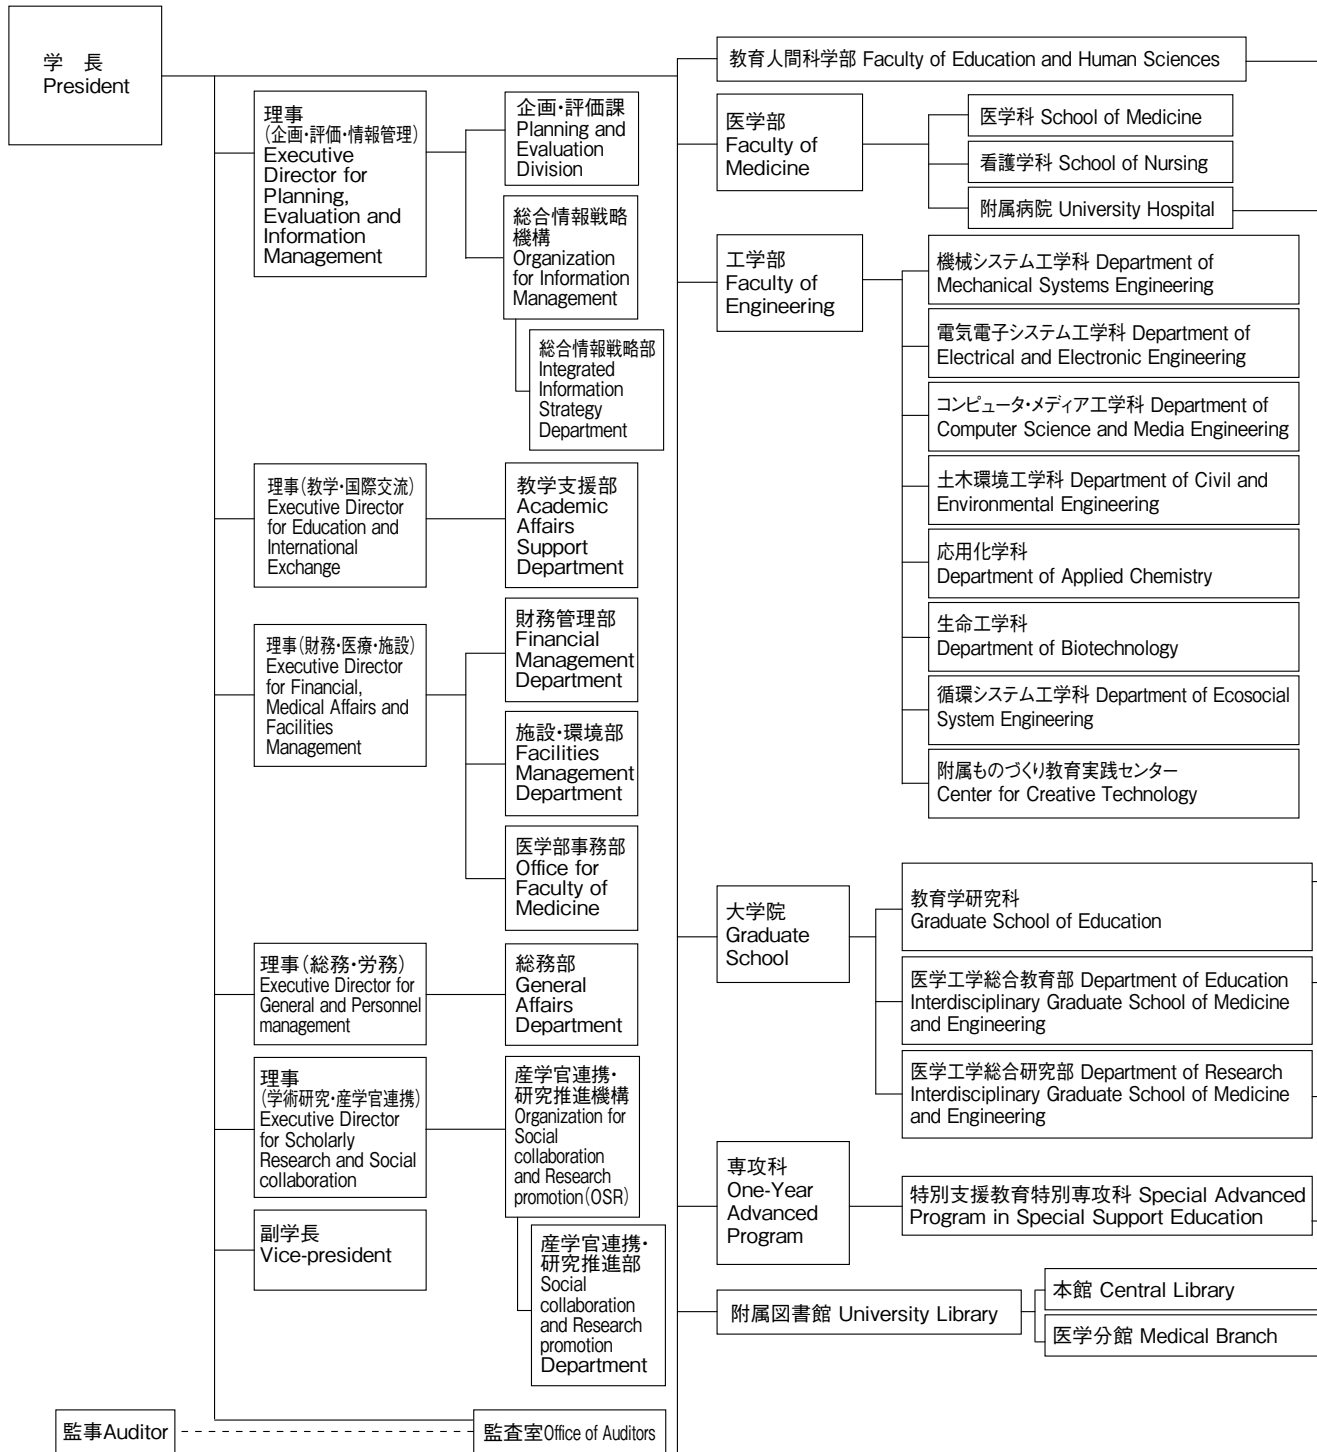 学　長
President
理事
(企画・評価・情報管理)
Executive
Director for
Planning,
Evaluation and
Information
Management
企画・評価課
Planning and
Evaluation
Division
総合情報戦略
機構
Organization
for Information
Management
総合情報戦略部
Integrated
Information
Strategy
Department
理事(教学・国際交流)
Executive Director
for Education and
International
Exchange
教学支援部
Academic
Affairs
Support
Department
理事(財務・医療・施設)
Executive Director
for Financial,
Medical Affairs and
Facilities
Management
財務管理部
Financial
Management
Department
施設・環境部
Facilities
Management
Department
医学部事務部
Office for
Faculty of
Medicine
理事(総務・労務)
Executive Director for
General and Personnel
management
総務部
General
Affairs
Department
理事
(学術研究・産学官連携)
Executive Director
for Scholarly
Research and Social
collaboration
産学官連携・
研究推進機構
Organization for
Social
collaboration
and Research
promotion(OSR)
産学官連携・
研究推進部
Social
collaboration
and Research
promotion
Department
副学長
Vice-president
監事Auditor
監査室Office of Auditors
教育人間科学部 Faculty of Education and Human Sciences
医学部
Faculty of
Medicine
医学科 School of Medicine
看護学科 School of Nursing
附属病院 University Hospital
工学部
Faculty of
Engineering
機械システム工学科 Department of
Mechanical Systems Engineering
電気電子システム工学科 Department of
Electrical and Electronic Engineering
コンピュータ・メディア工学科 Department of
Computer Science and Media Engineering
土木環境工学科 Department of Civil and
Environmental Engineering
応用化学科
Department of Applied Chemistry
生命工学科
Department of Biotechnology
循環システム工学科 Department of Ecosocial
System Engineering
附属ものづくり教育実践センター
Center for Creative Technology
大学院
Graduate
School
教育学研究科
Graduate School of Education
医学工学総合教育部 Department of Education
Interdisciplinary Graduate School of Medicine
and Engineering
医学工学総合研究部 Department of Research
Interdisciplinary Graduate School of Medicine
and Engineering
専攻科
One-Year
Advanced
Program
特別支援教育特別専攻科 Special Advanced
Program in Special Support Education
附属図書館 University Library
本館 Central Library
医学分館 Medical Branch